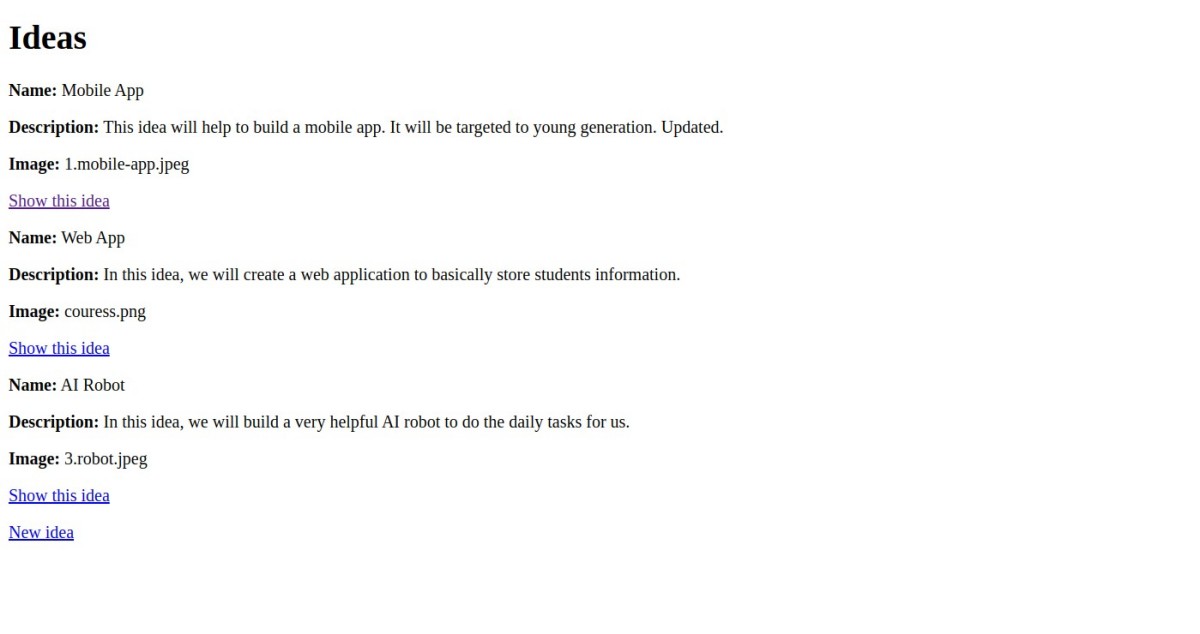 Ideas
Name: Mobile App
Description: This idea will help to build a mobile app. It will be targeted to young generation. Updated.
Image: 1.mobile-app.jpeg
Show this idea
Name: Web App
Description: In this idea, we will create a web application to basically store students information.
Image: couress.png
Show this idea
Name: AI Robot
Description: In this idea, we will build a very helpful AI robot to do the daily tasks for us.
Image: 3.robot.jpeg
Show this idea
New idea